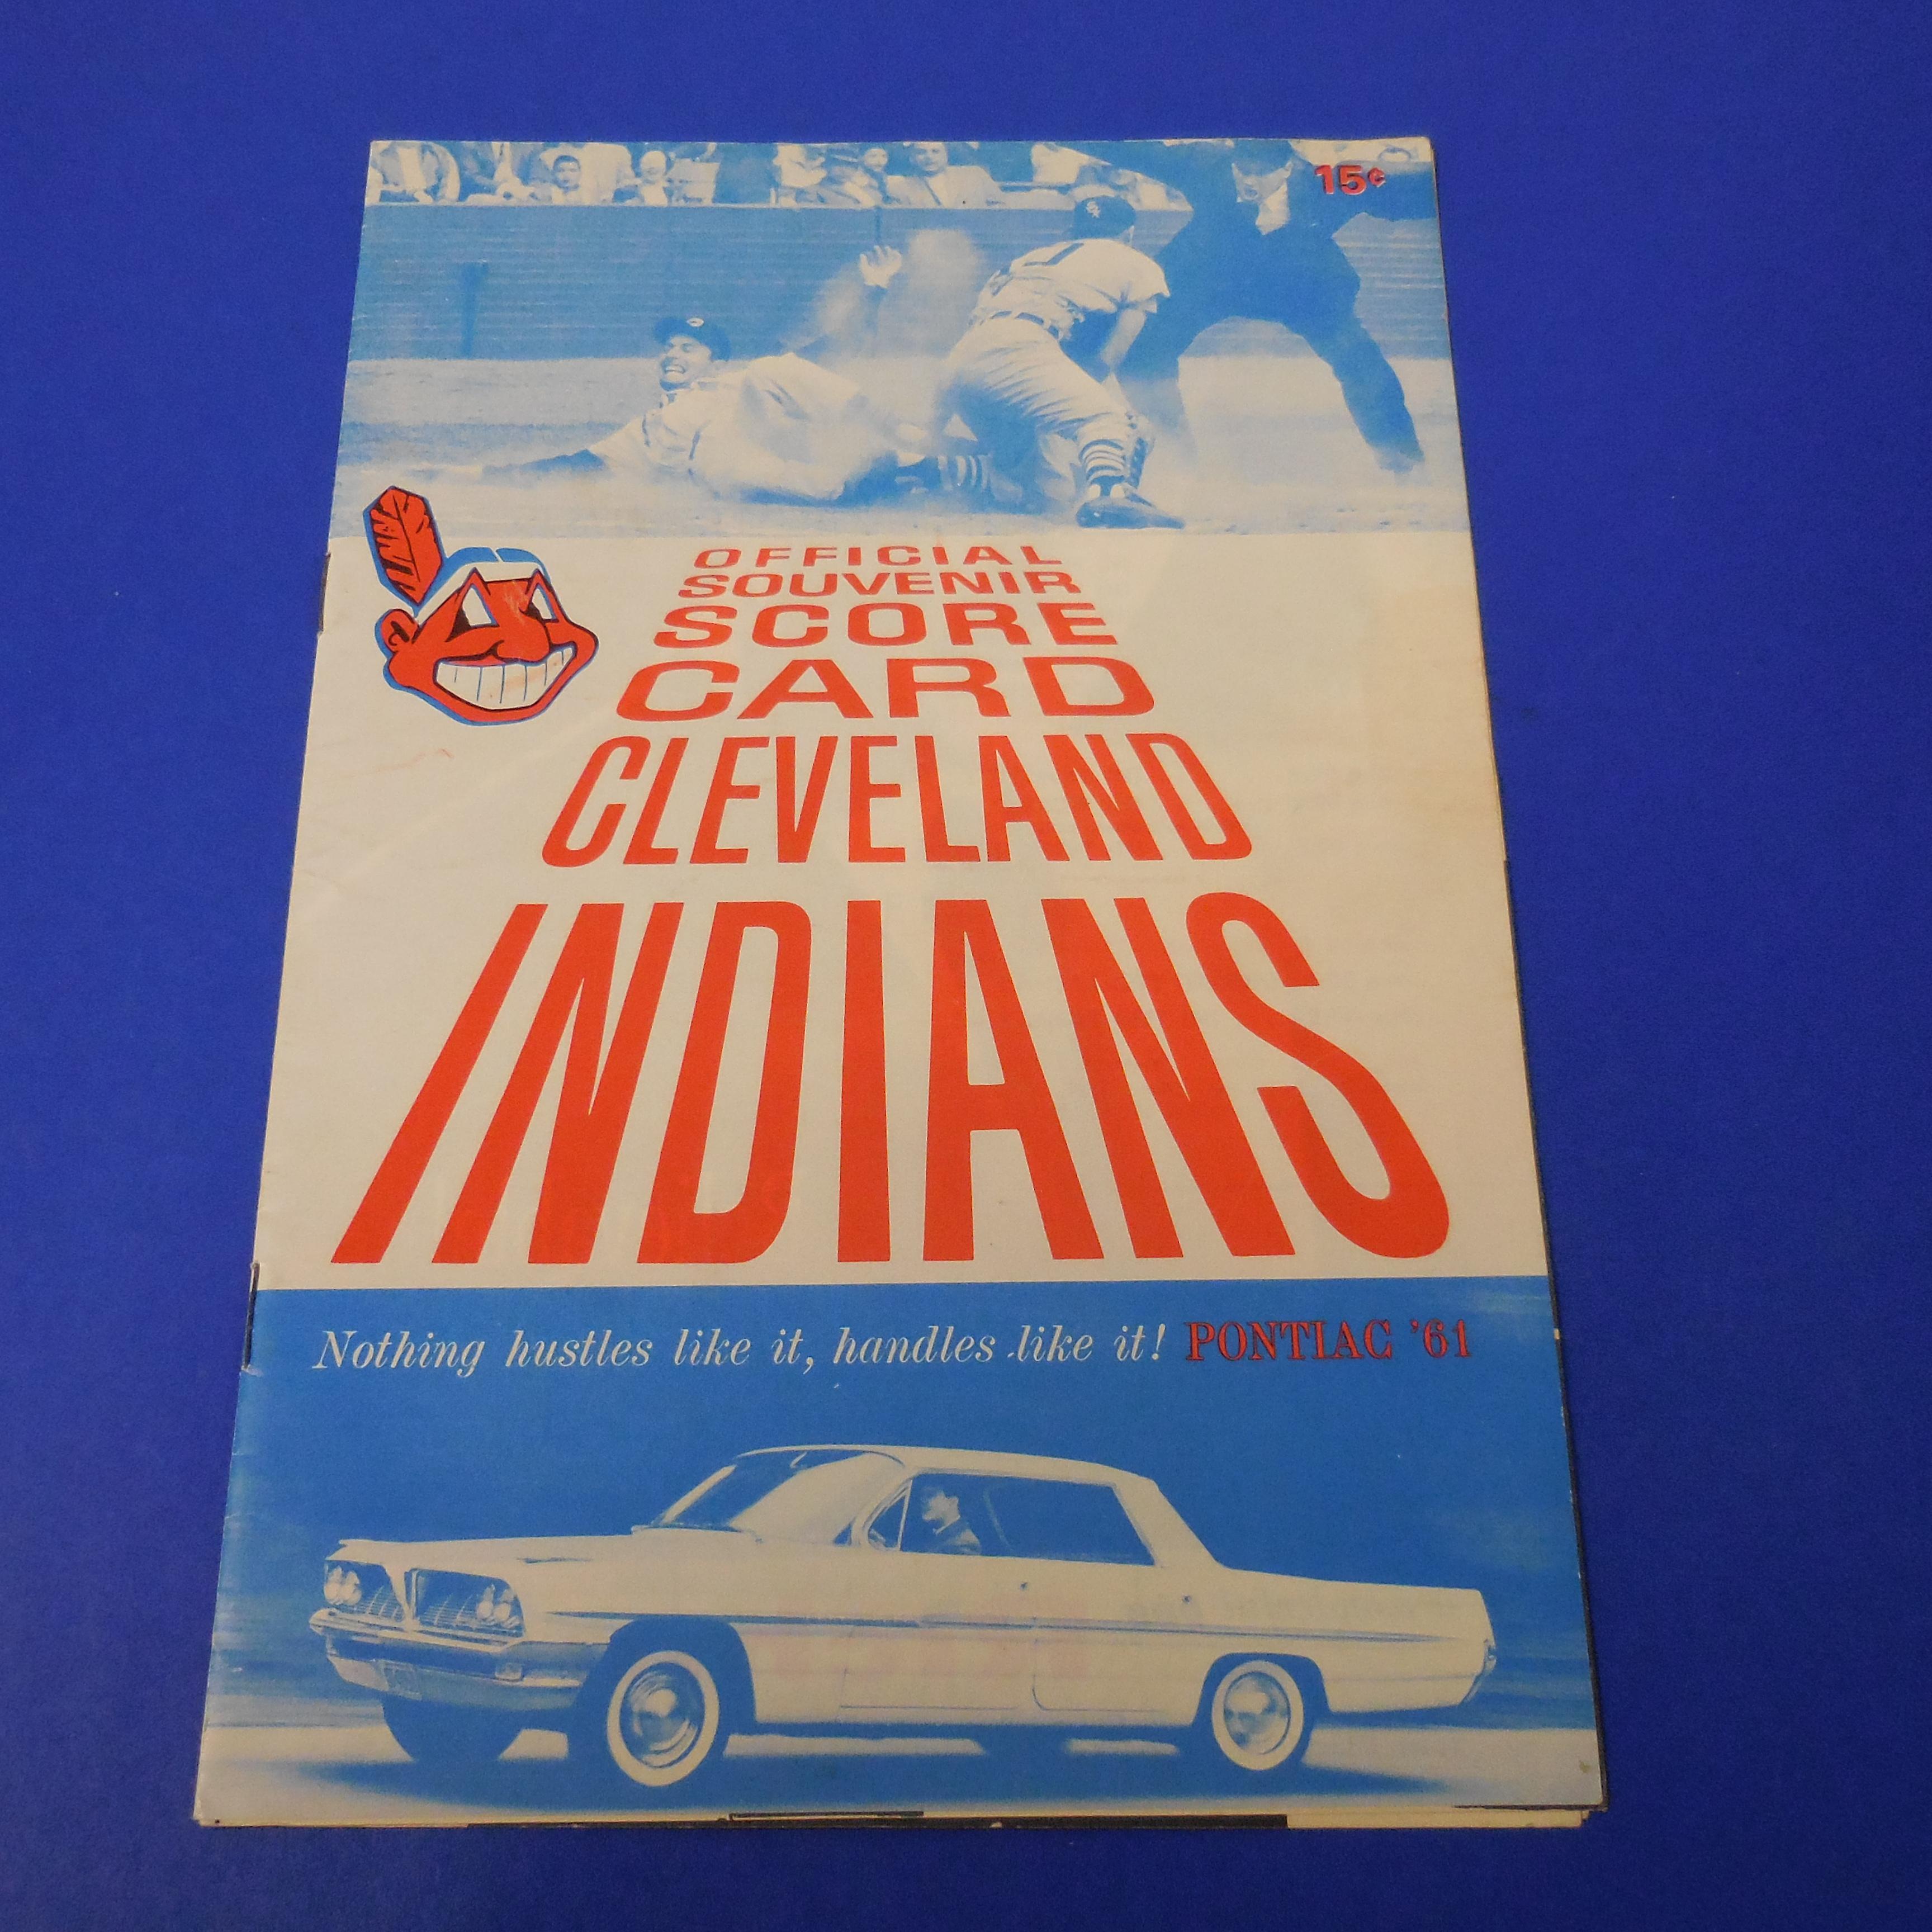 15¢
OFFICIAL
SOUVENIR
SCORE
CARD
CLEVELAND
INDIANS
Nothing hustles like it, handles like it! PONTIAC '61